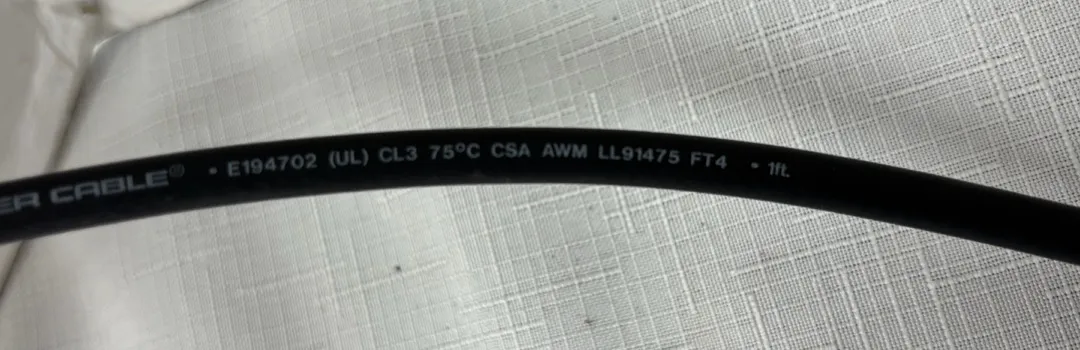 CABLE® • E194702 (UL) CL3 75°C CSA AWM LL91475 FT4 • 1ft.